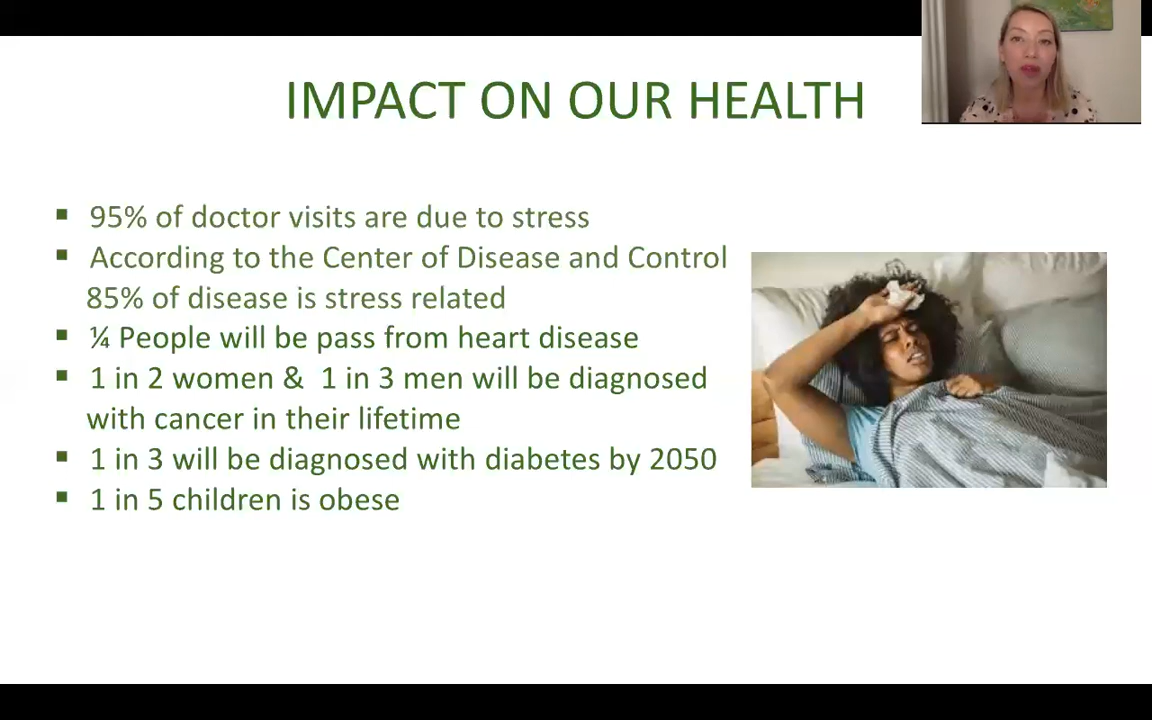 IMPACT ON OUR HEALTH
▪ 95% of doctor visits are due to stress
▪ According to the Center of Disease and Control
85% of disease is stress related
▪ ¼ People will be pass from heart disease
▪ 1 in 2 women & 1 in 3 men will be diagnosed
with cancer in their lifetime
▪ 1 in 3 will be diagnosed with diabetes by 2050
▪ 1 in 5 children is obese